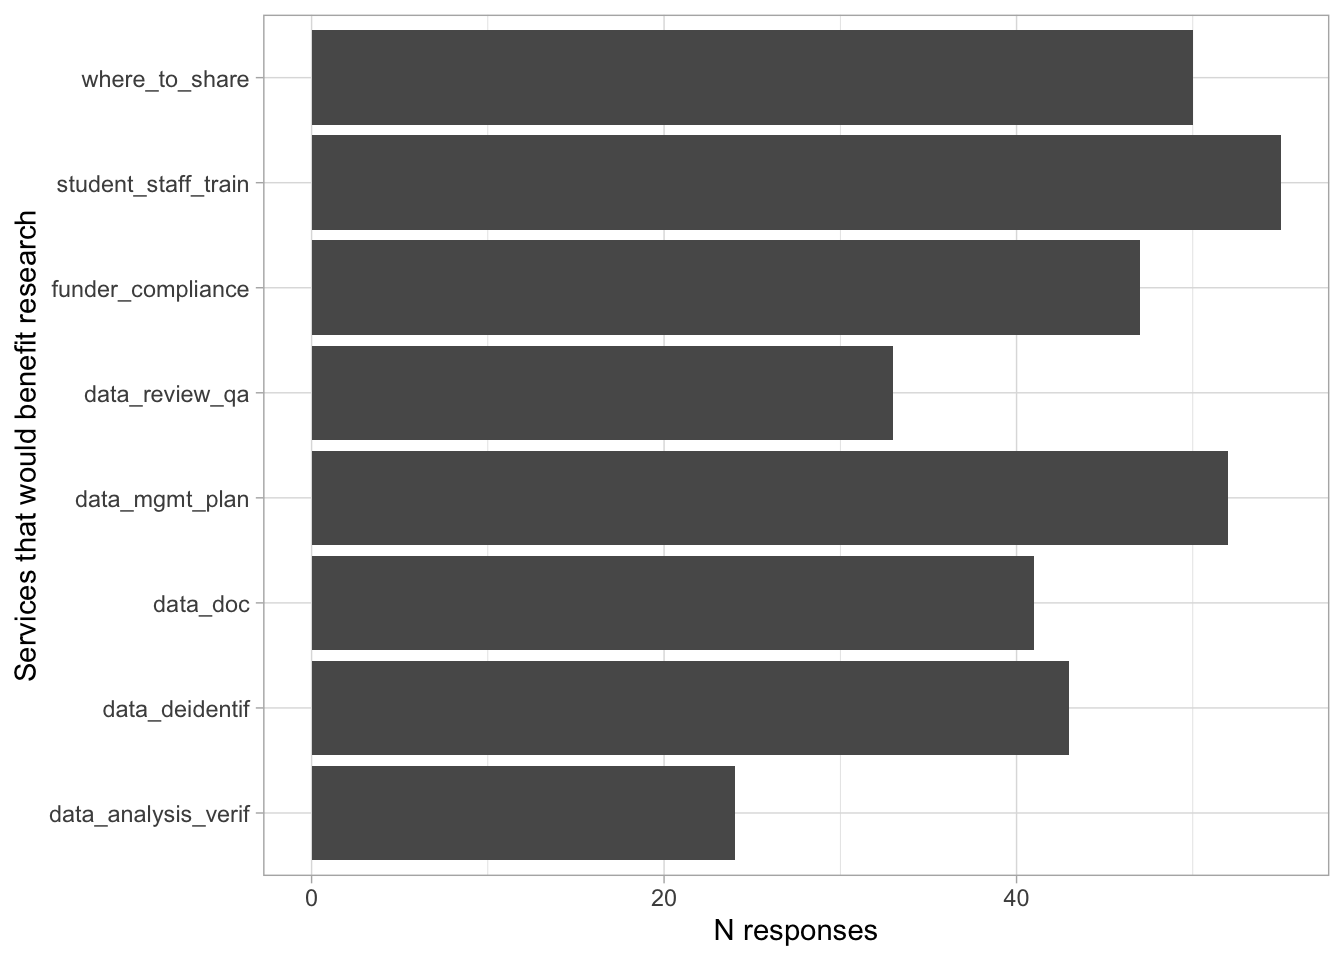 Services that would benefit research
where_to_share
student_staff_train
funder_compliance
data_review_qa
data_mgmt_plan
data_doc
data_deidentif
data_analysis_verif
0 20 40
N responses